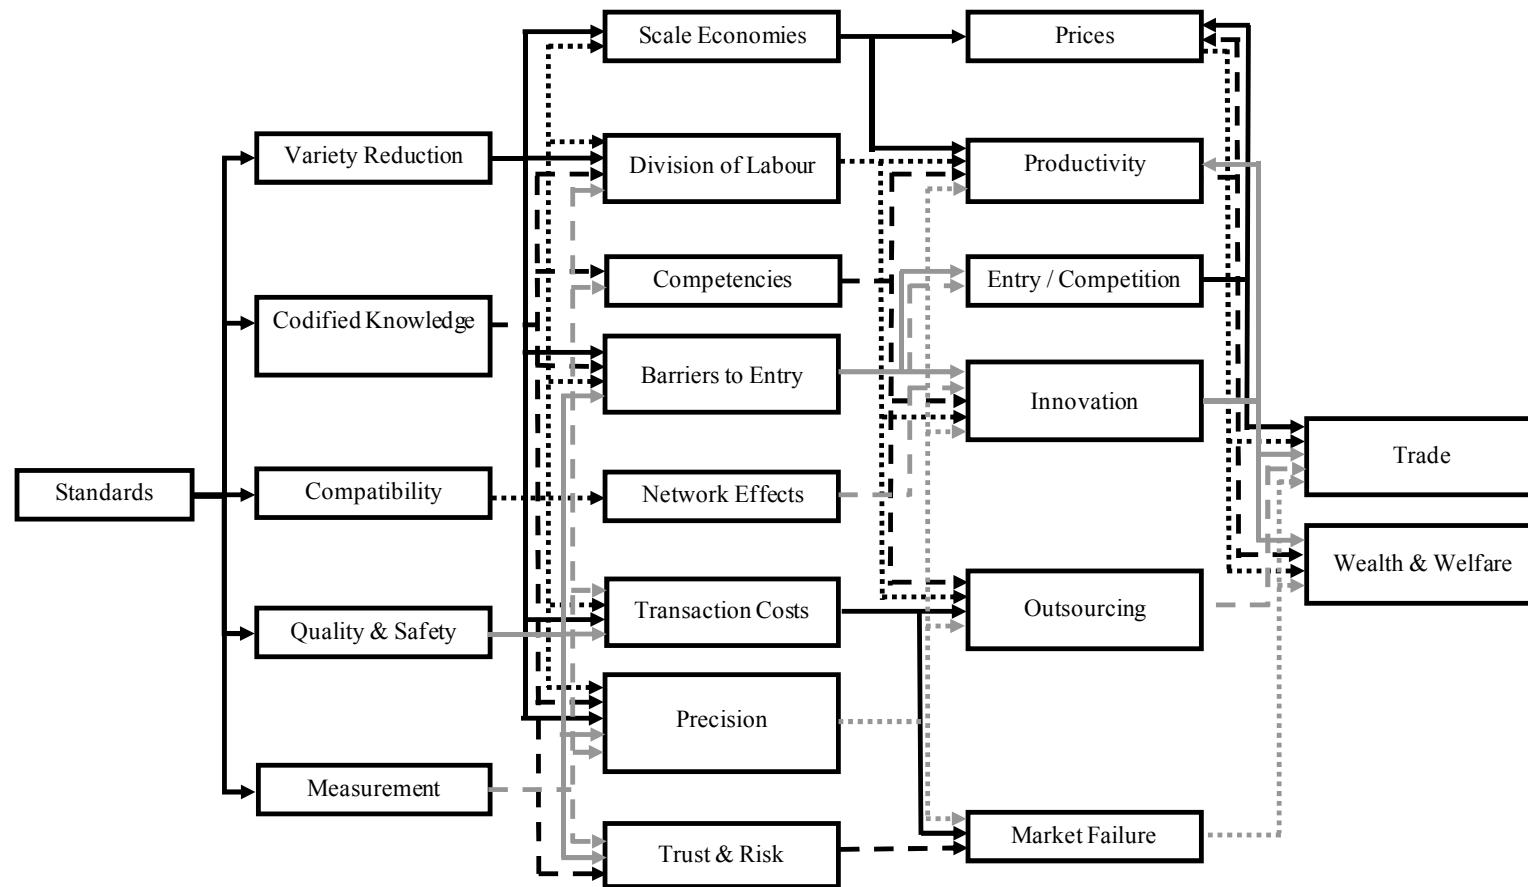 Standards
Variety Reduction
Codified Knowledge
Compatibility
Quality & Safety
Measurement
Scale Economies
Division of Labour
Competencies
Barriers to Entry
Network Effects
Transaction Costs
Precision
Trust & Risk
Prices
Productivity
Entry / Competition
Innovation
Outsourcing
Market Failure
Trade
Wealth & Welfare